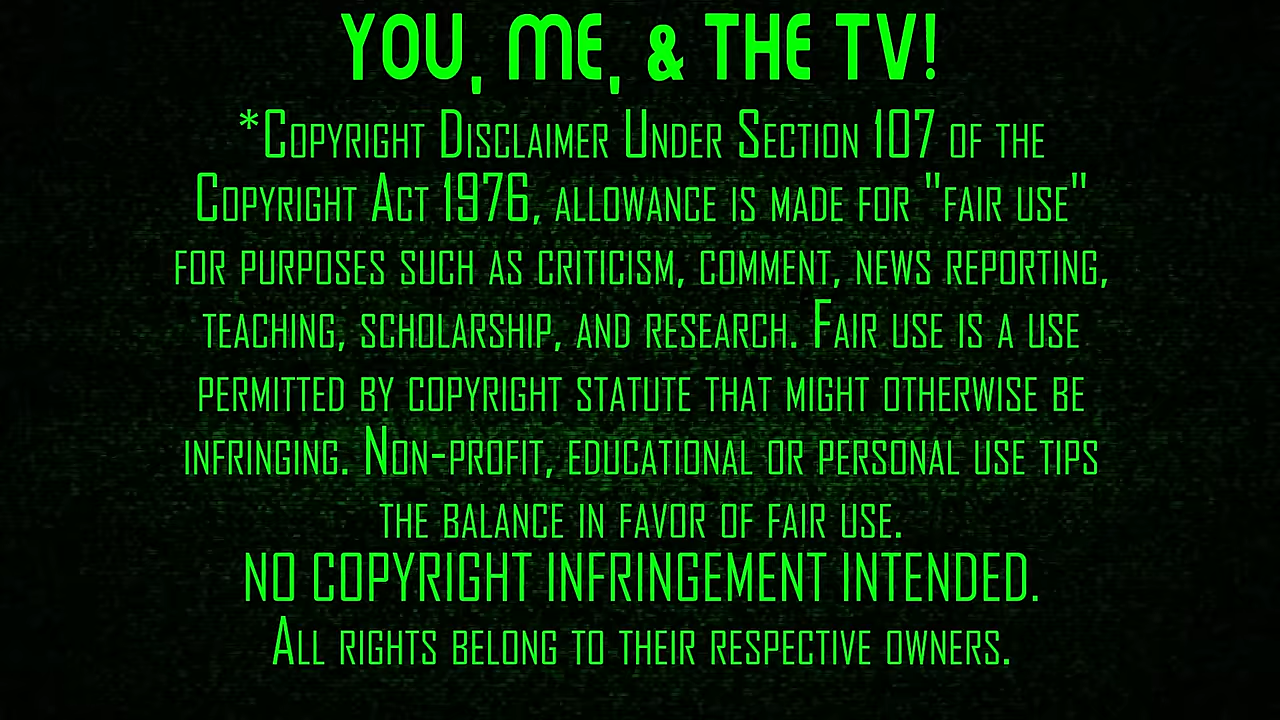 YOU, ME, & THE TV!
*Copyright Disclaimer Under Section 107 of the
Copyright Act 1976, allowance is made for "fair use"
for purposes such as criticism, comment, news reporting,
teaching, scholarship, and research. Fair use is a use
permitted by copyright statute that might otherwise be
infringing. Non-profit, educational or personal use tips
the balance in favor of fair use.
NO COPYRIGHT INFRINGEMENT INTENDED.
All rights belong to their respective owners.